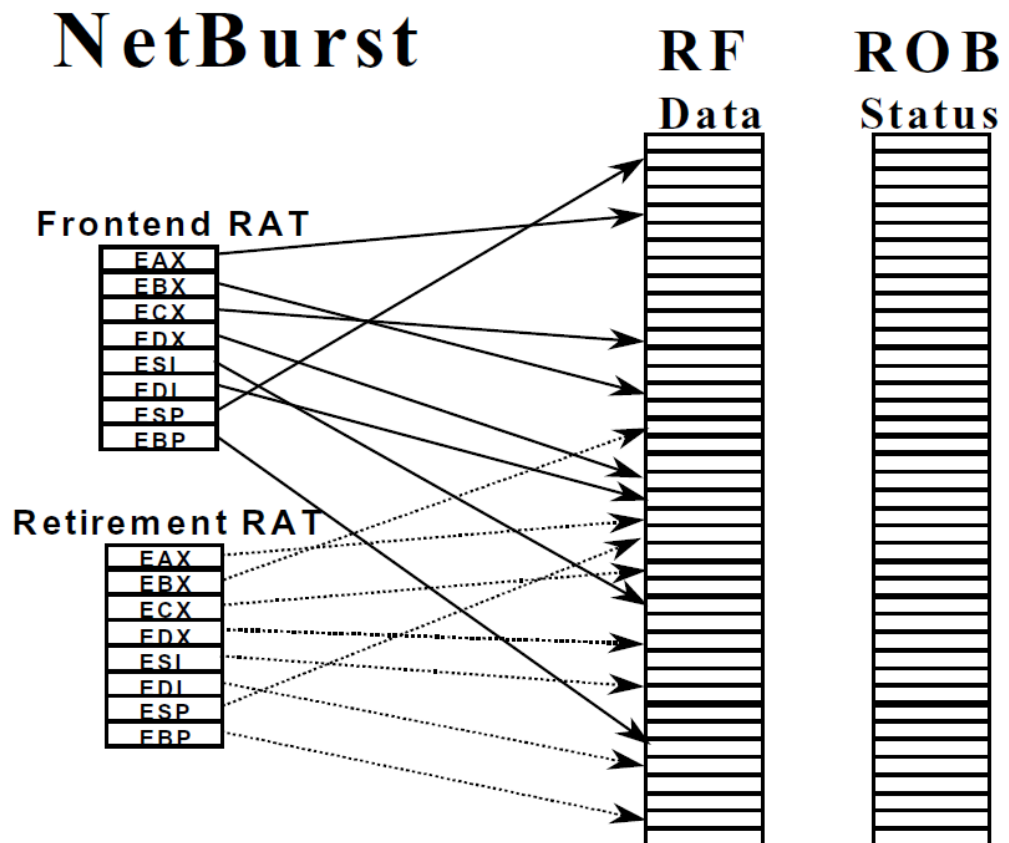 NetBurst
RF
Data
ROB
Status
Frontend RAT
EAX
EBX
ECX
EDX
ESI
EDI
ESP
EBP
Retirement RAT
EAX
EBX
ECX
EDX
ESI
EDI
ESP
EBP